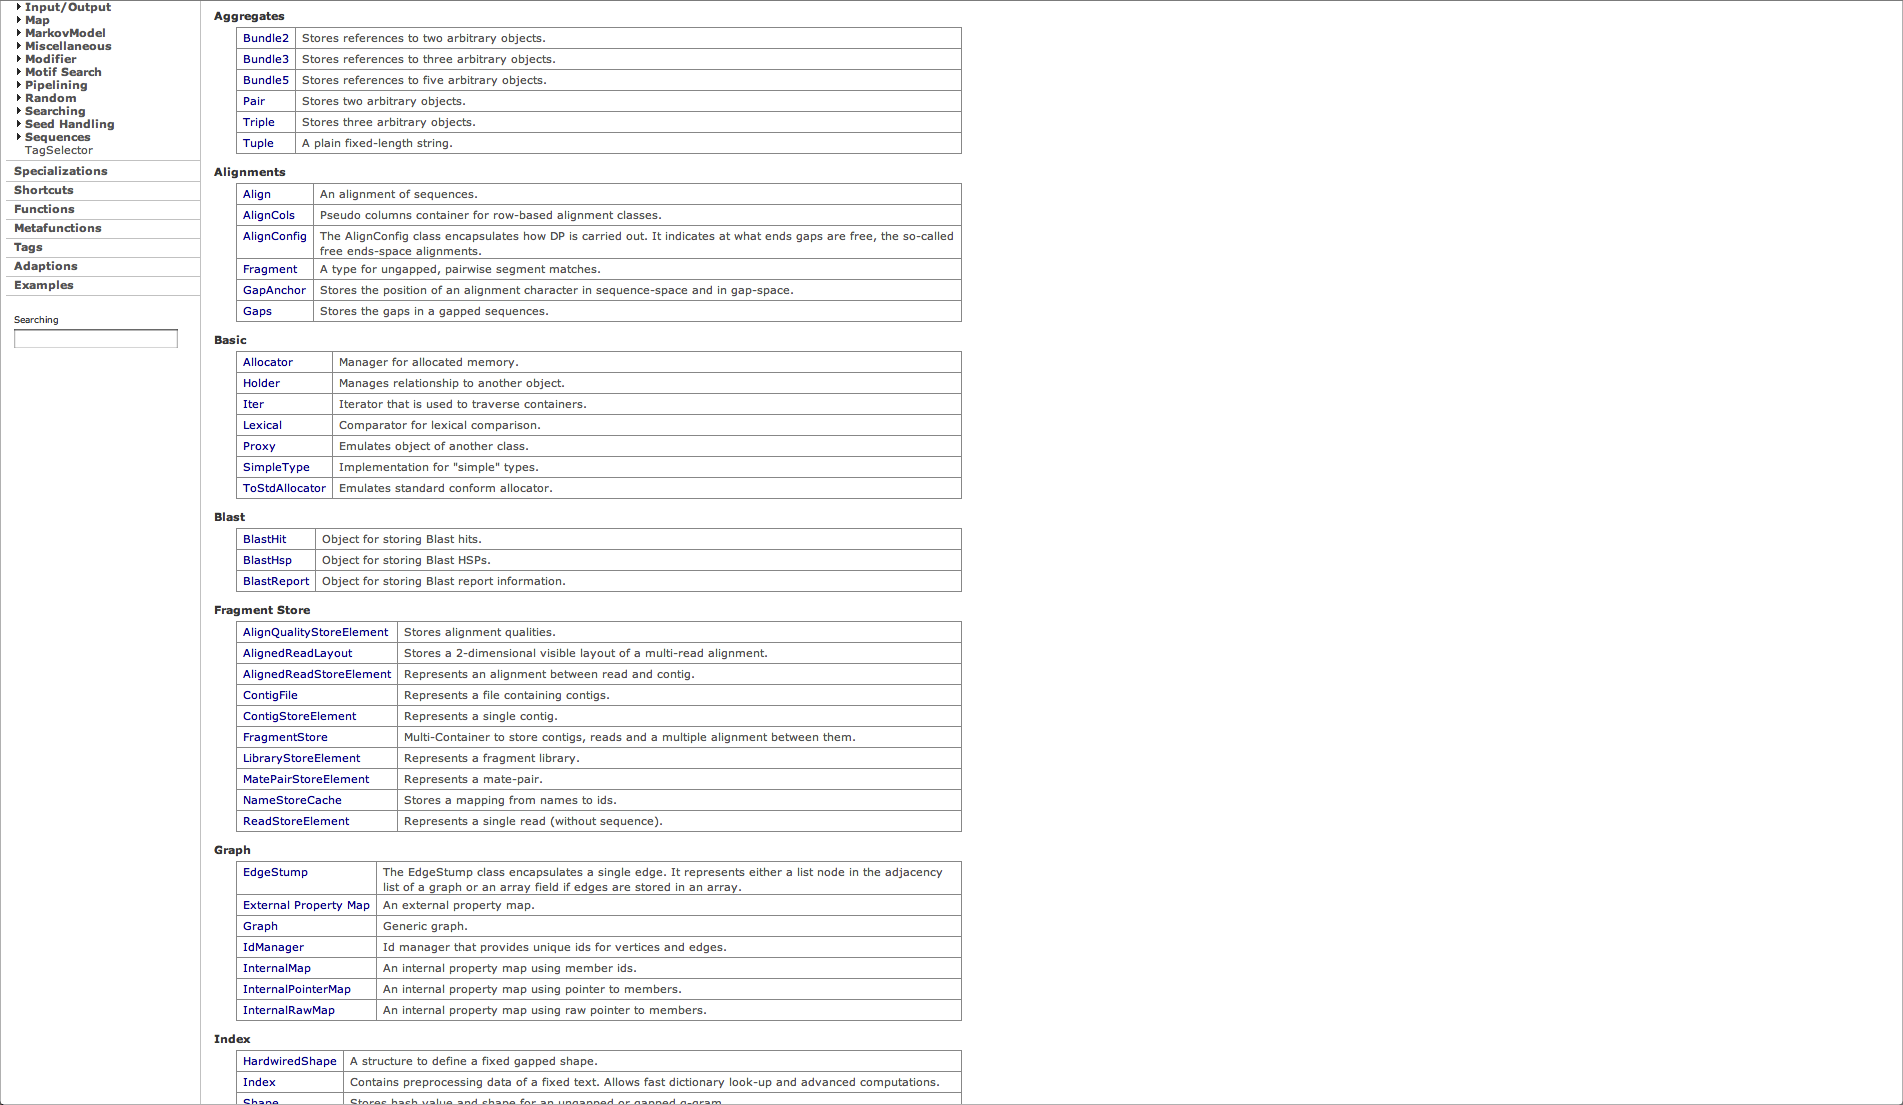 Input/Output
Map
MarkovModel
Miscellaneous
Modifier
Motif Search
Pipelining
Random
Searching
Seed Handling
Sequences
TagSelector
Specializations
Shortcuts
Functions
Metafunctions
Tags
Adaptions
Examples
Searching
Aggregates
Bundle2 Stores references to two arbitrary objects.
Bundle3 Stores references to three arbitrary objects.
Bundle5 Stores references to five arbitrary objects.
Pair Stores two arbitrary objects.
Triple Stores three arbitrary objects.
Tuple A plain fixed-length string.
Alignments
Align An alignment of sequences.
AlignCols Pseudo columns container for row-based alignment classes.
AlignConfig The AlignConfig class encapsulates how DP is carried out. It indicates at what ends gaps are free, the so-called
free ends-space alignments.
Fragment A type for ungapped, pairwise segment matches.
GapAnchor Stores the position of an alignment character in sequence-space and in gap-space.
Gaps Stores the gaps in a gapped sequences.
Basic
Allocator Manager for allocated memory.
Holder Manages relationship to another object.
Iter Iterator that is used to traverse containers.
Lexical Comparator for lexical comparison.
Proxy Emulates object of another class.
SimpleType Implementation for "simple" types.
ToStdAllocator Emulates standard conform allocator.
Blast
BlastHit Object for storing Blast hits.
BlastHsp Object for storing Blast HSPs.
BlastReport Object for storing Blast report information.
Fragment Store
AlignQualityStoreElement Stores alignment qualities.
AlignedReadLayout Stores a 2-dimensional visible layout of a multi-read alignment.
AlignedReadStoreElement Represents an alignment between read and contig.
ContigFile Represents a file containing contigs.
ContigStoreElement Represents a single contig.
FragmentStore Multi-Container to store contigs, reads and a multiple alignment between them.
LibraryStoreElement Represents a fragment library.
MatePairStoreElement Represents a mate-pair.
NameStoreCache Stores a mapping from names to ids.
ReadStoreElement Represents a single read (without sequence).
Graph
EdgeStump The EdgeStump class encapsulates a single edge. It represents either a list node in the adjacency
list of a graph or an array field if edges are stored in an array.
External Property Map An external property map.
Graph Generic graph.
IdManager Id manager that provides unique ids for vertices and edges.
InternalMap An internal property map using member ids.
InternalPointerMap An internal property map using pointer to members.
InternalRawMap An internal property map using raw pointer to members.
Index
HardwiredShape A structure to define a fixed gapped shape.
Index Contains preprocessing data of a fixed text. Allows fast dictionary look-up and advanced computations.
Shape Stores hash value and shape for an ungapped or gapped q-gram.